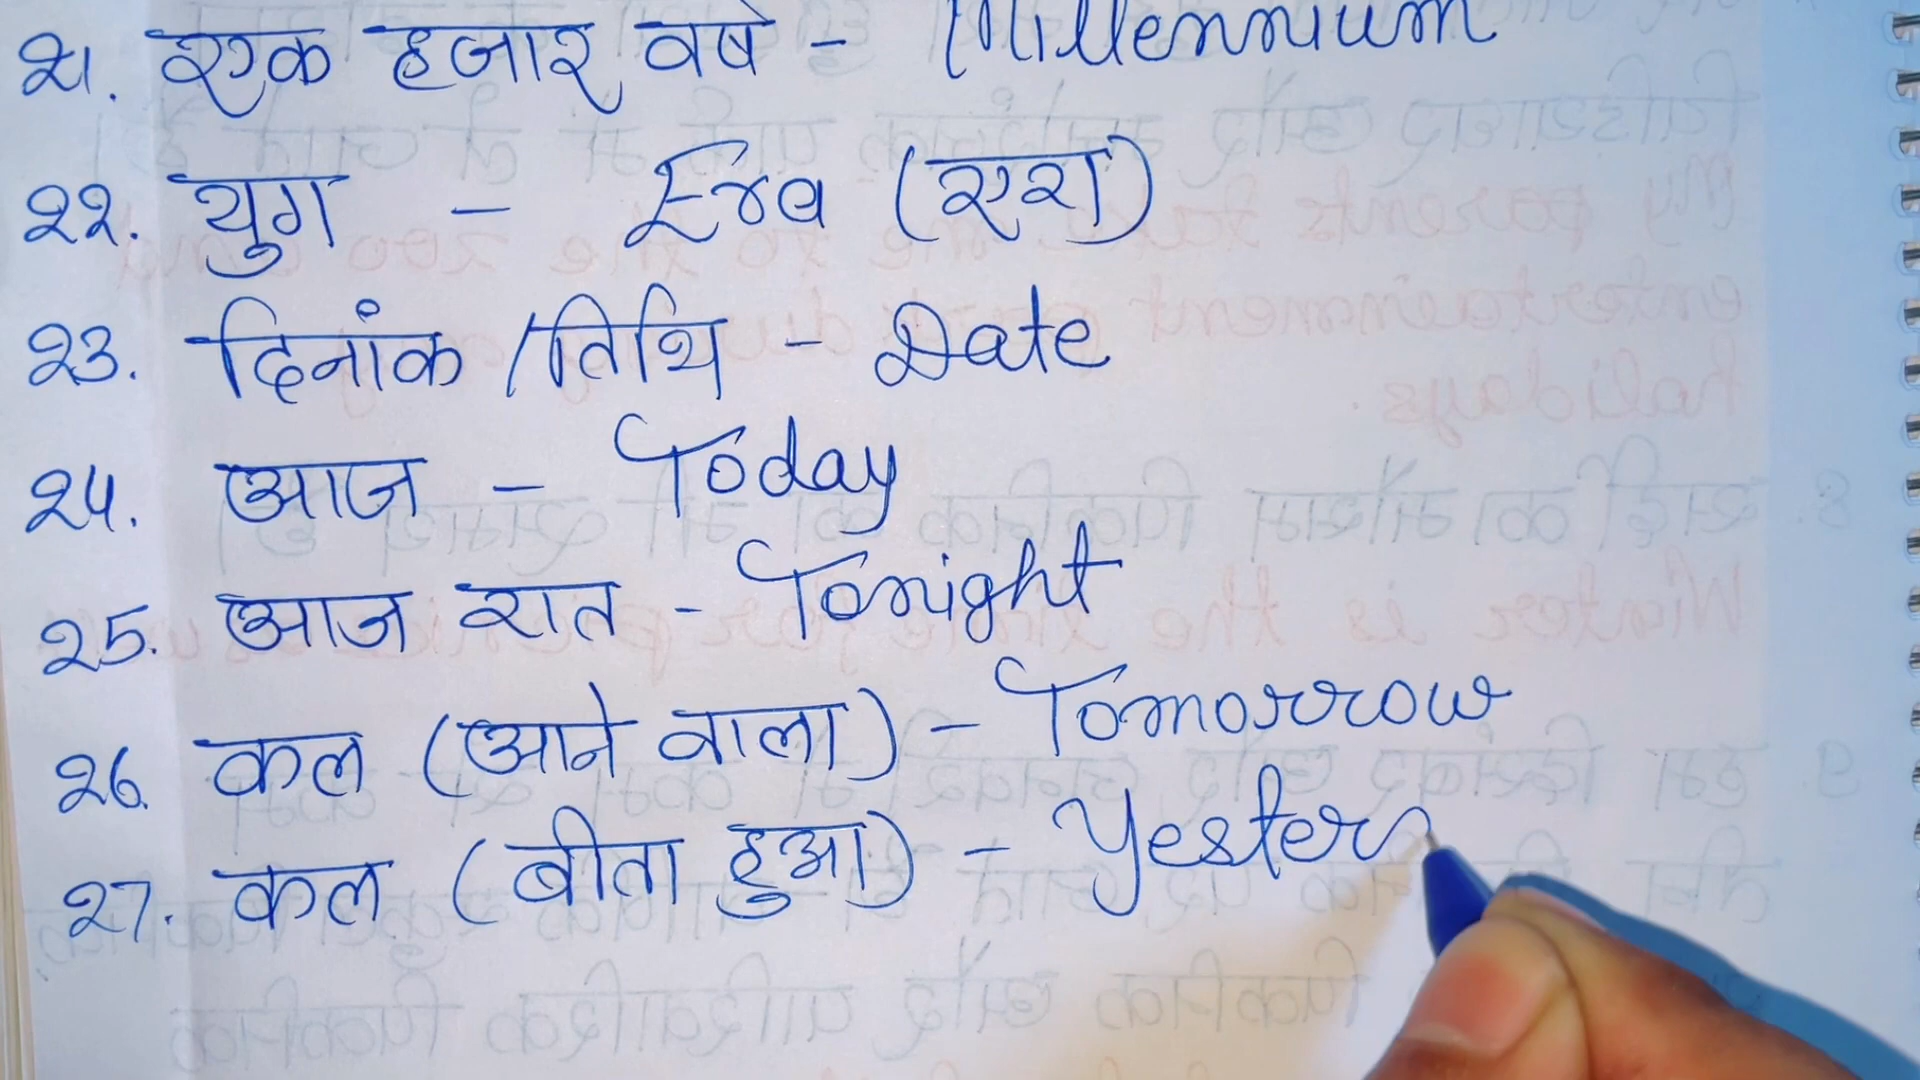 21. एक हजार वर्ष - Millennium
22. युग - Era (एरा)
23. दिनांक / तिथि - Date
24. आज - Today
25. आज रात - Tonight
26. कल (आने वाला) - Tomorrow
27. कल (बीता हुआ) - Yester